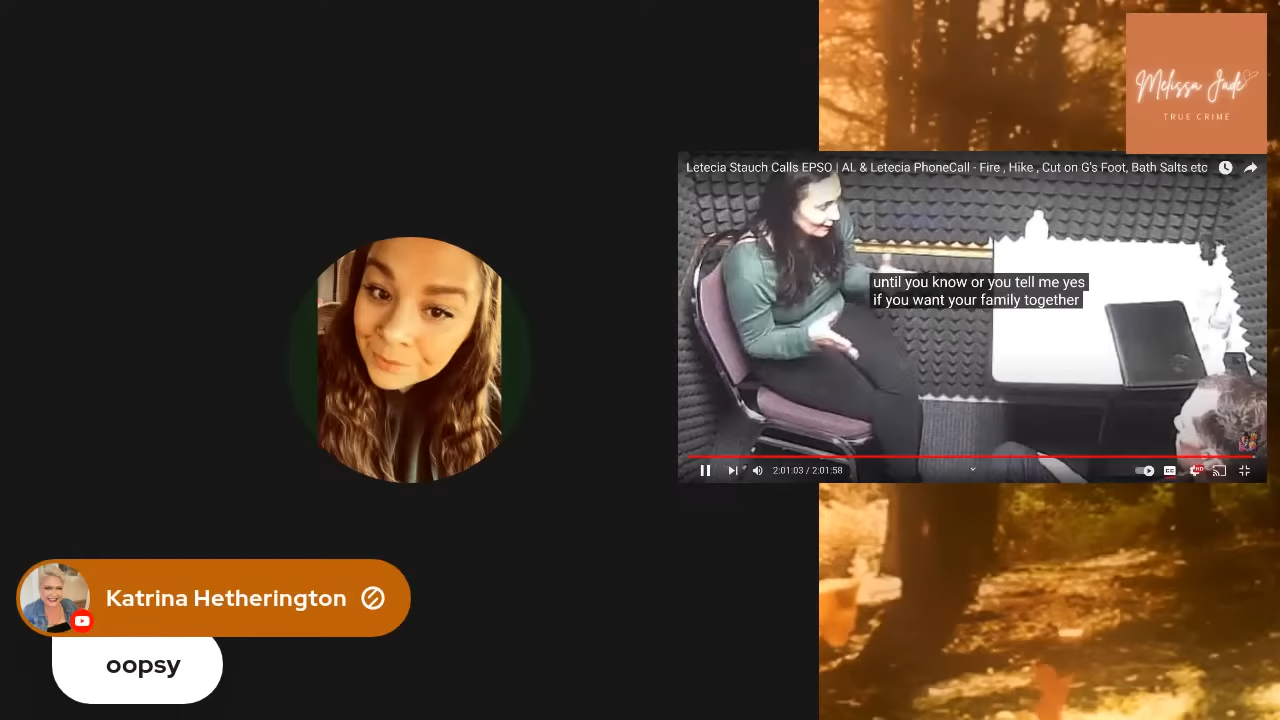 Melissa Jade
TRUE CRIME
Letecia Stauch Calls EPSO | AL & Letecia PhoneCall - Fire , Hike , Cut on G's Foot, Bath Salts etc
until you know or you tell me yes
if you want your family together
2:01:03 / 2:01:58
CC
HD
Katrina Hetherington
oopsy